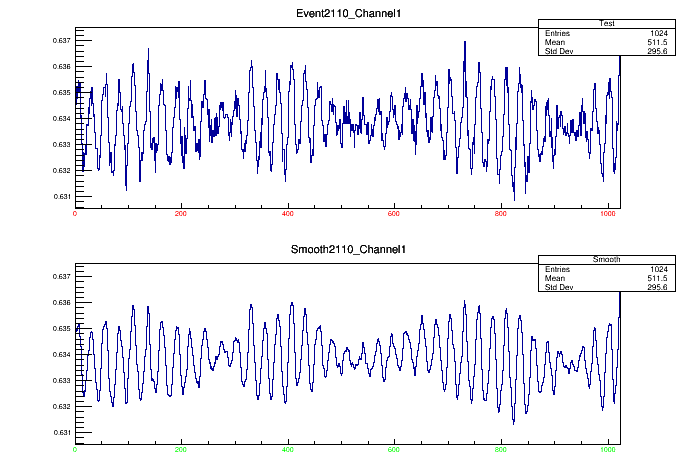 Event2110_Channel1
Test
Entries 1024
Mean 511.5
Std Dev 295.6
0.637
0.636
0.635
0.634
0.633
0.632
0.631
0 200 400 600 800 1000
Smooth2110_Channel1
Smooth
Entries 1024
Mean 511.5
Std Dev 295.6
0.637
0.636
0.635
0.634
0.633
0.632
0.631
0 200 400 600 800 1000